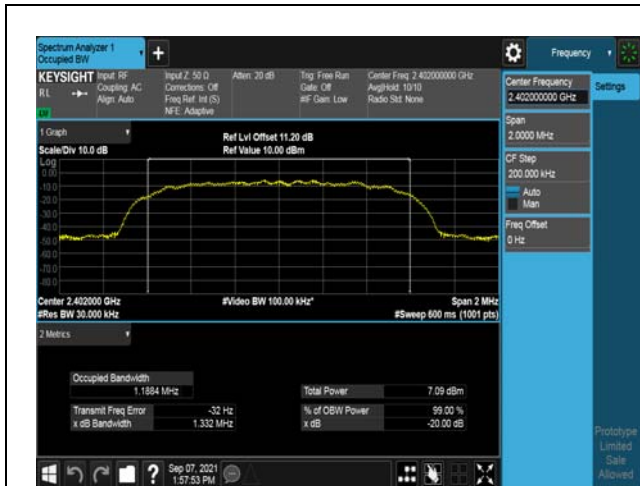 Spectrum Analyzer 1
Occupied BW
+
Frequency
KEYSIGHT
RL
Input: RF
Coupling: AC
Align: Auto
Input Z: 50 Ω
Corrections: Off
Freq Ref: Int (S)
NFE: Adaptive
Atten: 20 dB
Trig: Free Run
Gate: Off
#IF Gain: Low
Center Freq: 2.402000000 GHz
Avg|Hold: 10/10
Radio Std: None
Center Frequency
2.402000000 GHz
Settings
Span
2.0000 MHz
CF Step
200.000 kHz
Auto
Man
Freq Offset
0 Hz
1 Graph
Scale/Div 10.0 dB
Ref Lvl Offset 11.20 dB
Ref Value 10.00 dBm
Log
0.00
-10.0
-20.0
-30.0
-40.0
-50.0
-60.0
-70.0
-80.0
Center 2.402000 GHz
#Res BW 30.000 kHz
#Video BW 100.00 kHz*
Span 2 MHz
#Sweep 600 ms (1001 pts)
2 Metrics
Occupied Bandwidth
1.1884 MHz
Total Power 7.09 dBm
Transmit Freq Error -32 Hz
% of OBW Power 99.00 %
x dB Bandwidth 1.332 MHz
x dB -20.00 dB
?
Sep 07, 2021
1:57:53 PM
Prototype
Limited
Sale
Allowed